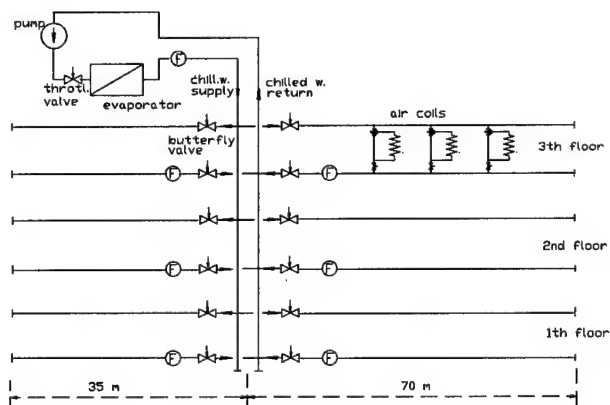 pump
F
throtl.
valve
evaporator
chill.w.
supply
chilled w.
return
air coils
butterfly
valve
3th floor
F
F
2nd floor
F
F
1th floor
F
F
35 m
70 m